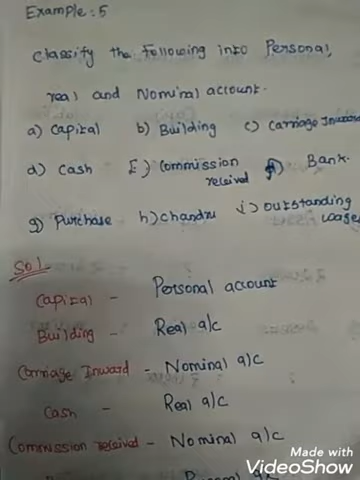 Example: 5
Classify the following into Personal,
real and Nominal account.
a) Capital b) Building c) Carriage Inward
d) Cash E) Commission received f) Bank.
g) Purchase h) chandru i) outstanding wages
Sol
Capital - Personal account
Building - Real a/c
Carriage Inward - Nominal a/c
Cash - Real a/c
Commission received - Nominal a/c
Made with
VideoShow